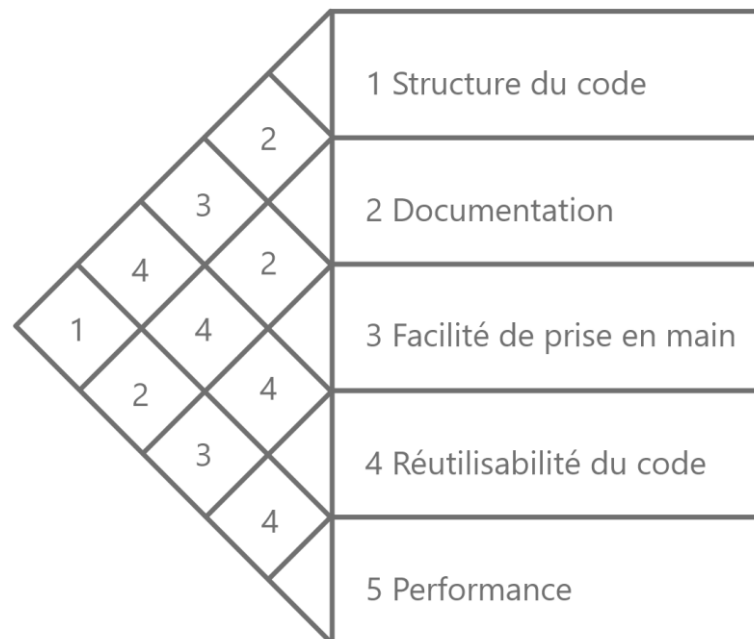 1 Structure du code
2
3
2 Documentation
4
2
1
4
3 Facilité de prise en main
2
4
3
4 Réutilisabilité du code
4
5 Performance